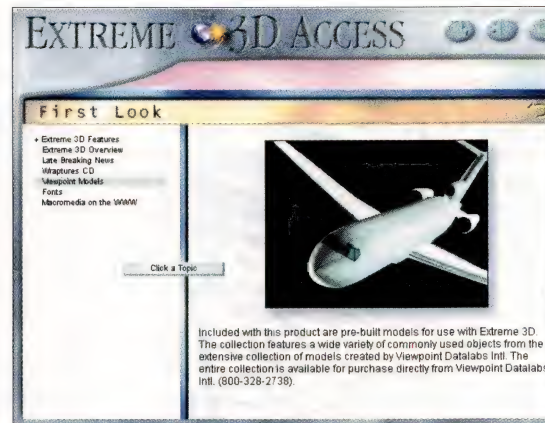 EXTREME 3D ACCESS
First Look
Extreme 3D Features
Extreme 3D Overview
Late Breaking News
Wraptures CD
Viewpoint Models
Fonts
Macromedia on the WWW
Click a Topic
Included with this product are pre-built models for use with Extreme 3D.
The collection features a wide variety of commonly used objects from the
extensive collection of models created by Viewpoint Datalabs Intl. The
entire collection is available for purchase directly from Viewpoint Datalabs
Intl. (800-328-2738).